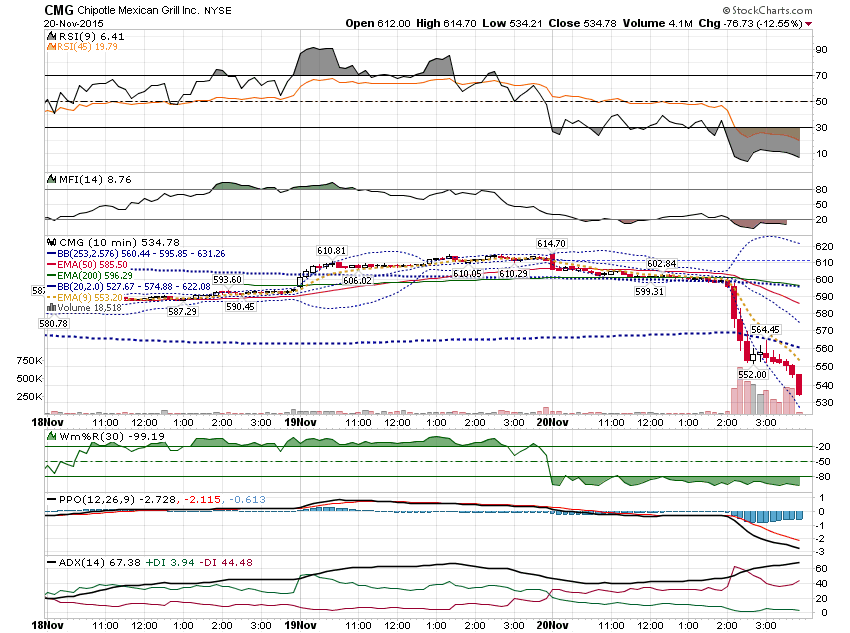 CMG Chipotle Mexican Grill Inc. NYSE
© StockCharts.com
20-Nov-2015
Open 612.00 High 614.70 Low 534.21 Close 534.78 Volume 4.1M Chg -76.73 (-12.55%)
RSI(9) 6.41
RSI(45) 19.79
90
70
50
30
10
MFI(14) 8.76
80
50
20
CMG (10 min) 534.78
BB(253,2.576) 560.44 - 595.85 - 631.26
EMA(50) 585.50
EMA(200) 596.29
BB(20,2.0) 527.67 - 574.88 - 622.08
EMA(9) 553.20
Volume 18,518
620
610
600
590
580
570
560
550
540
530
750K
500K
250K
580.78
587.29
593.60
590.45
610.81
606.02
610.05
610.29
614.70
599.31
602.84
564.45
552.00
18Nov 11:00 12:00 1:00 2:00 3:00 19Nov 11:00 12:00 1:00 2:00 3:00 20Nov 11:00 12:00 1:00 2:00 3:00
Wm%R(30) -99.19
-20
-50
-80
PPO(12,26,9) -2.728, -2.115, -0.613
1
0
-1
-2
-3
ADX(14) 67.38 +DI 3.94 -DI 44.48
60
40
20
0
18Nov 11:00 12:00 1:00 2:00 3:00 19Nov 11:00 12:00 1:00 2:00 3:00 20Nov 11:00 12:00 1:00 2:00 3:00